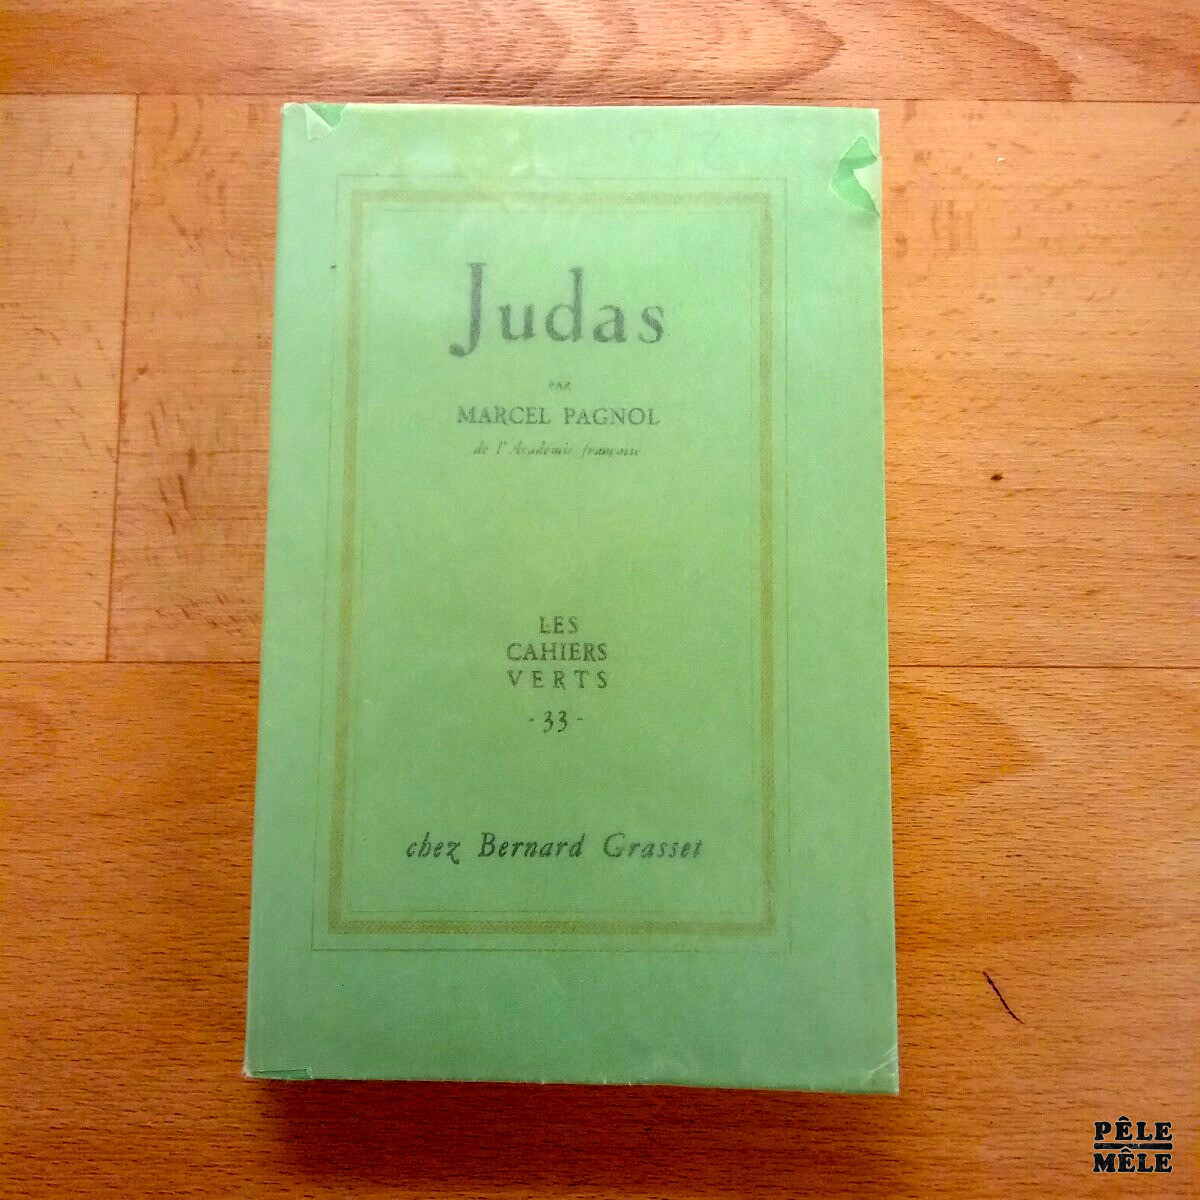 Judas
PAR
MARCEL PAGNOL
de l'Académie française
LES
CAHIERS
VERTS
- 33 -
chez Bernard Grasset
PÊLE
MÊLE